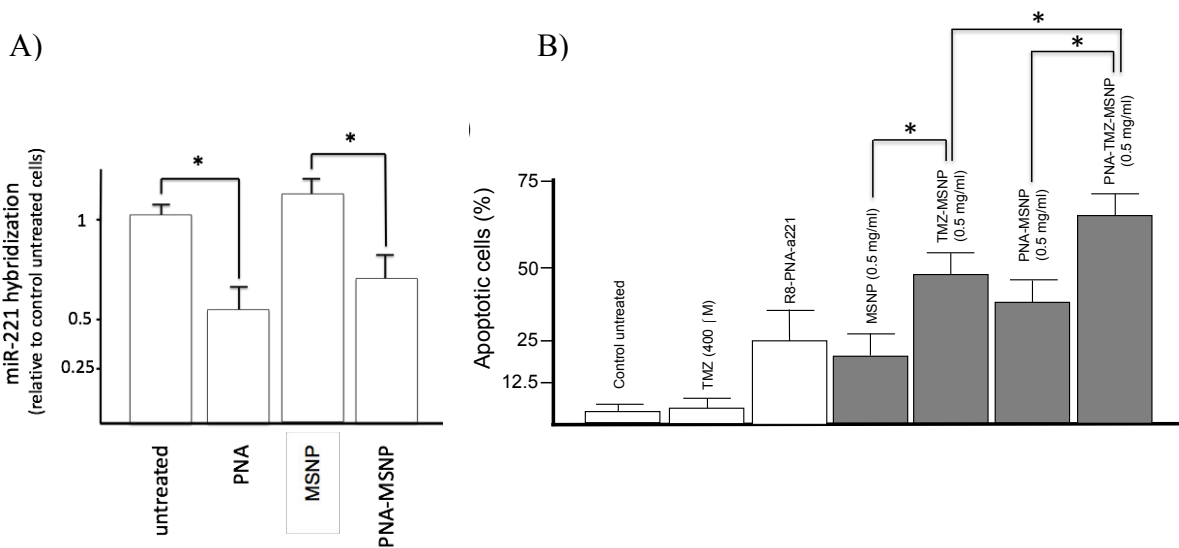 A)
miR-221 hybridization
(relative to control untreated cells)
1
0.5
0.25
*
*
untreated
PNA
MSNP
PNA-MSNP
B)
Apoptotic cells (%)
75
50
25
12.5
*
*
*
Control untreated
TMZ (400 ⌠M)
R8-PNA-a221
MSNP (0.5 mg/ml)
TMZ-MSNP
(0.5 mg/ml)
PNA-MSNP
(0.5 mg/ml)
PNA-TMZ-MSNP
(0.5 mg/ml)